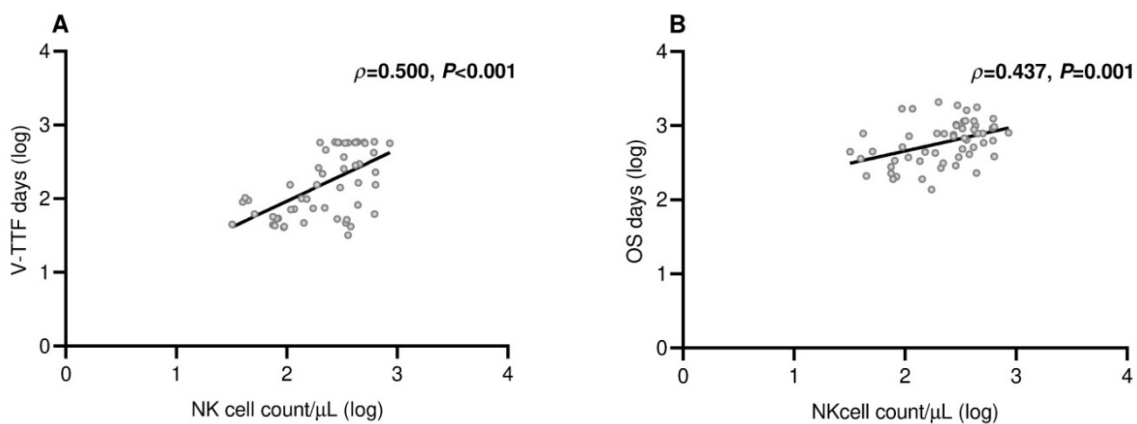 A
ρ=0.500, P<0.001
V-TTF days (log)
4
3
2
1
0
0 1 2 3 4
NK cell count/μL (log)
B
ρ=0.437, P=0.001
OS days (log)
4
3
2
1
0
0 1 2 3 4
NKcell count/μL (log)